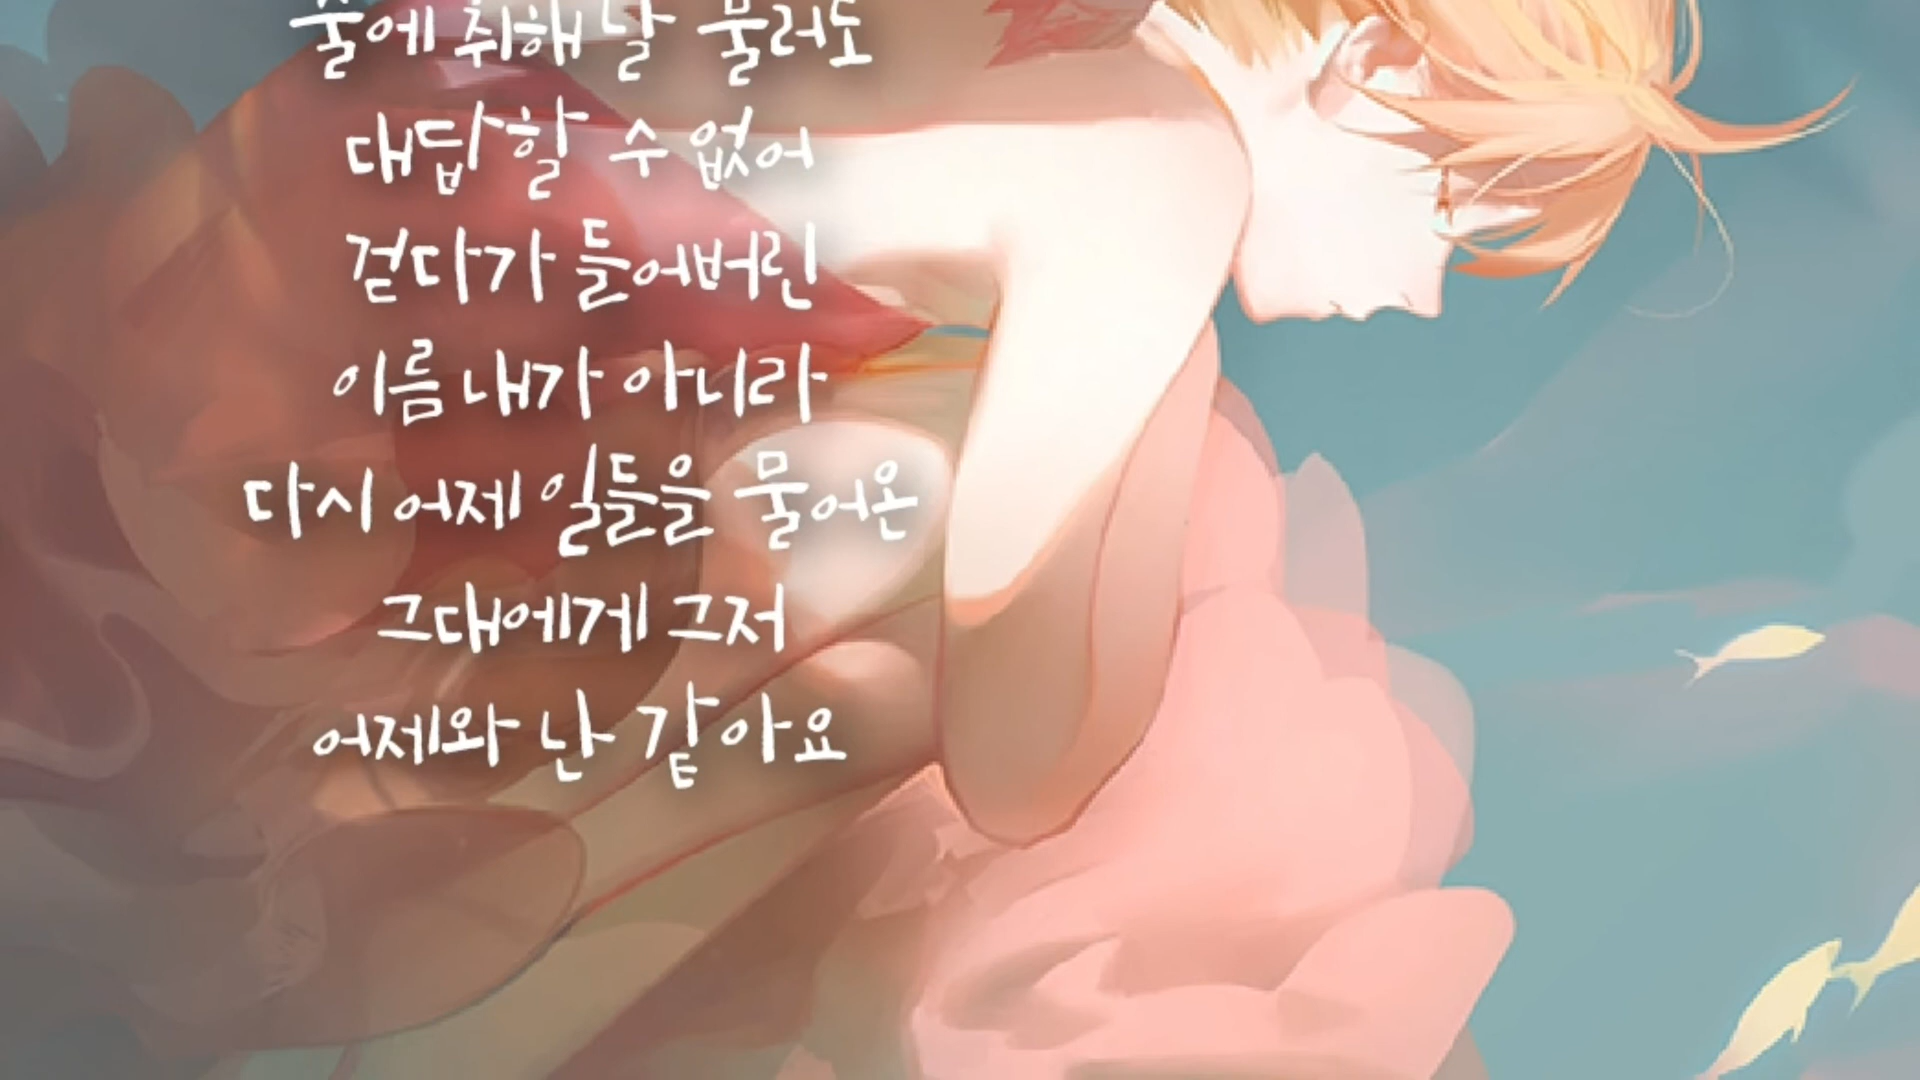 술에 취해 날 물러도
대답할 수 없어
걷다가 들어버린
이름 내가 아니라
다시 어제 일들을 물어온
그대에게 그저
어제와 난 같아요